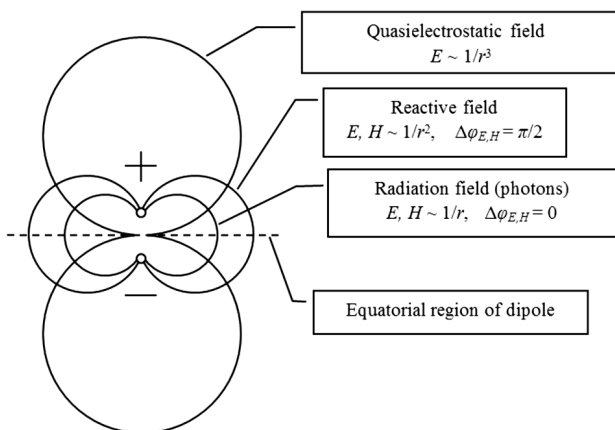 Quasielectrostatic field
E ~ 1/r³
Reactive field
E, H ~ 1/r², Δφ_E,H = π/2
Radiation field (photons)
E, H ~ 1/r, Δφ_E,H = 0
Equatorial region of dipole
+
−